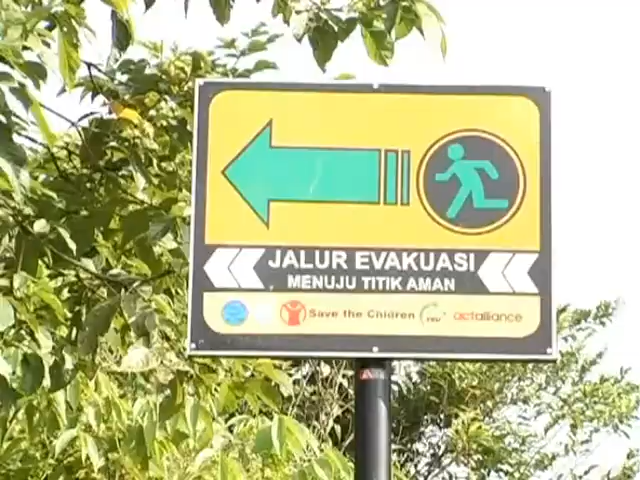 JALUR EVAKUASI
MENUJU TITIK AMAN
Save the Children actalliance